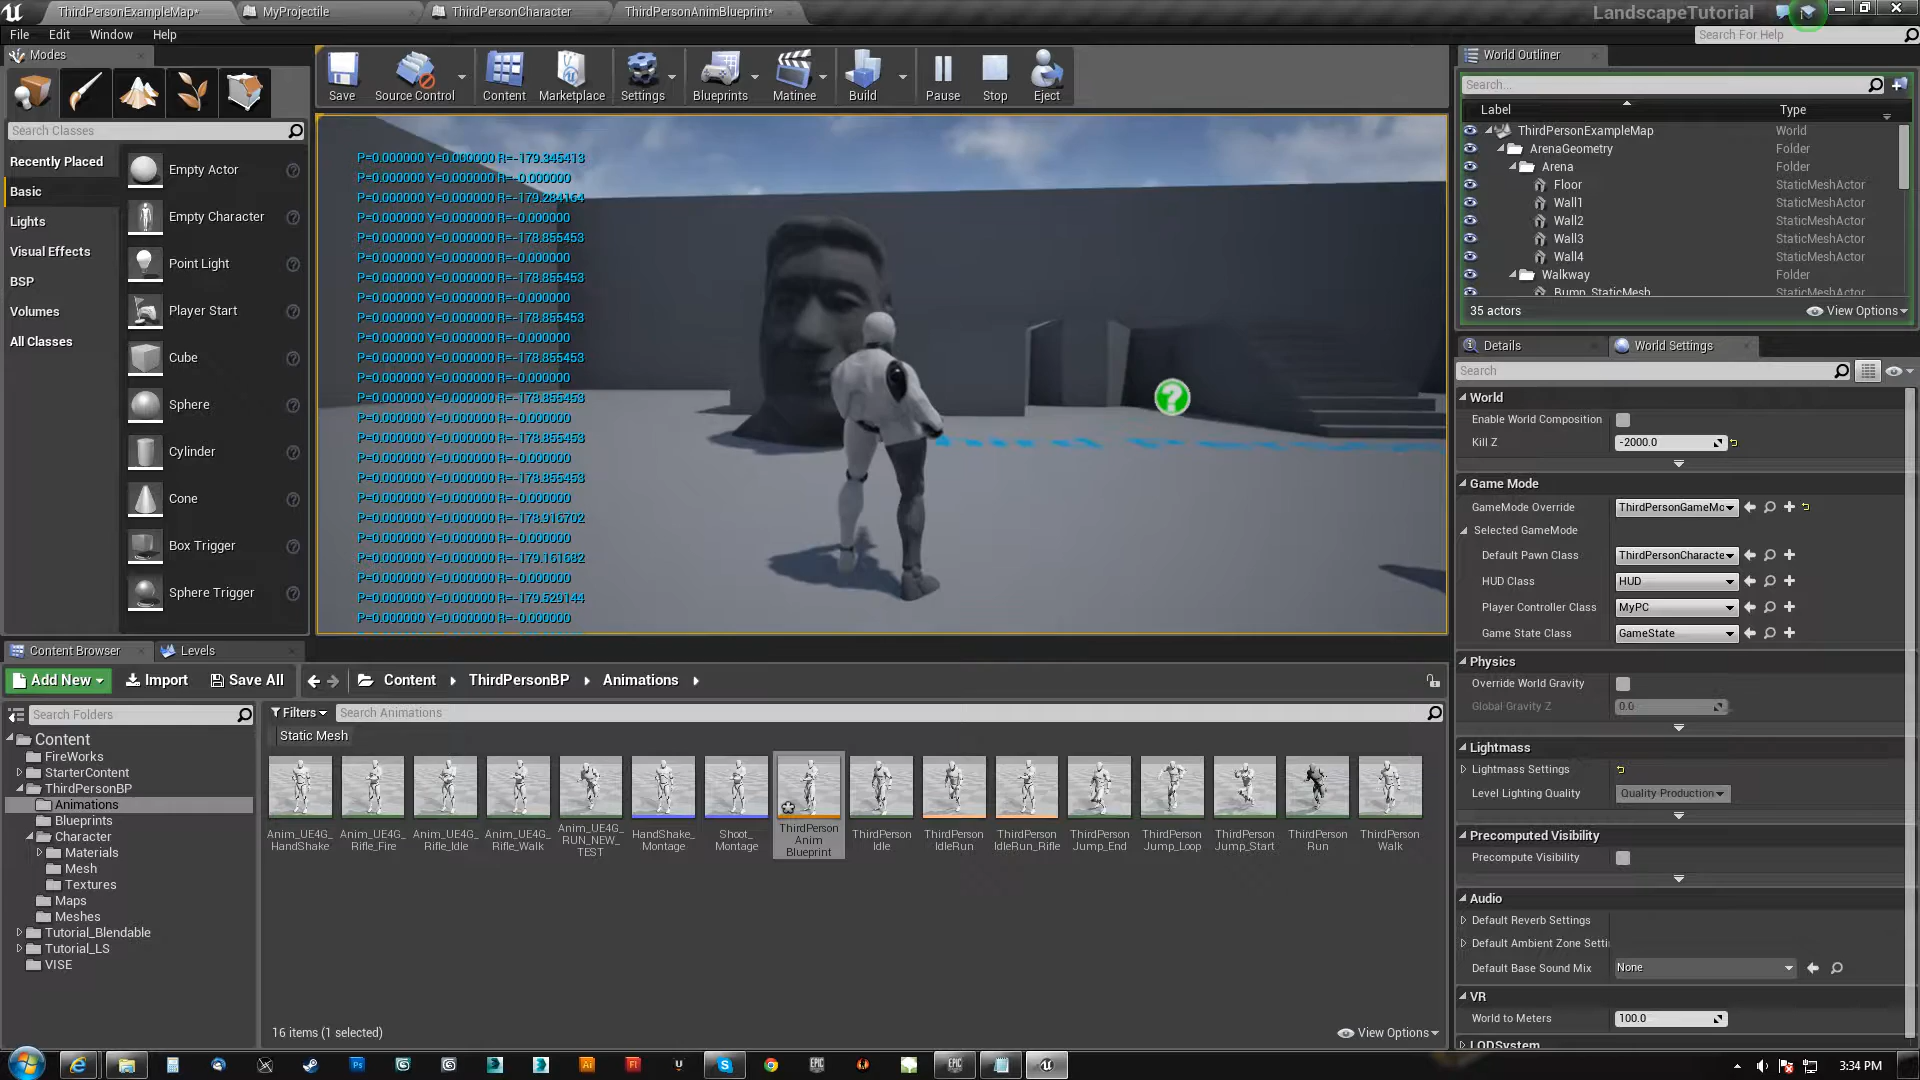 ThirdPersonExampleMap*
MyProjectile
ThirdPersonCharacter
ThirdPersonAnimBlueprint*
LandscapeTutorial
File Edit Window Help
Search For Help
Modes
Search Classes
Recently Placed
Basic
Lights
Visual Effects
BSP
Volumes
All Classes
Empty Actor
Empty Character
Point Light
Player Start
Cube
Sphere
Cylinder
Cone
Box Trigger
Sphere Trigger
Save
Source Control
Content
Marketplace
Settings
Blueprints
Matinee
Build
Pause
Stop
Eject
P=0.000000 Y=0.000000 R=-179.345413
P=0.000000 Y=0.000000 R=-0.000000
P=0.000000 Y=0.000000 R=-179.284164
P=0.000000 Y=0.000000 R=-0.000000
P=0.000000 Y=0.000000 R=-178.855453
P=0.000000 Y=0.000000 R=-0.000000
P=0.000000 Y=0.000000 R=-178.855453
P=0.000000 Y=0.000000 R=-0.000000
P=0.000000 Y=0.000000 R=-178.855453
P=0.000000 Y=0.000000 R=-0.000000
P=0.000000 Y=0.000000 R=-178.855453
P=0.000000 Y=0.000000 R=-0.000000
P=0.000000 Y=0.000000 R=-178.855453
P=0.000000 Y=0.000000 R=-0.000000
P=0.000000 Y=0.000000 R=-178.855453
P=0.000000 Y=0.000000 R=-0.000000
P=0.000000 Y=0.000000 R=-178.855453
P=0.000000 Y=0.000000 R=-0.000000
P=0.000000 Y=0.000000 R=-178.916702
P=0.000000 Y=0.000000 R=-0.000000
P=0.000000 Y=0.000000 R=-179.161682
P=0.000000 Y=0.000000 R=-0.000000
P=0.000000 Y=0.000000 R=-179.529144
P=0.000000 Y=0.000000 R=-0.000000
World Outliner
Search...
Label Type
ThirdPersonExampleMap World
ArenaGeometry Folder
Arena Folder
Floor StaticMeshActor
Wall1 StaticMeshActor
Wall2 StaticMeshActor
Wall3 StaticMeshActor
Wall4 StaticMeshActor
Walkway Folder
Bump_StaticMesh StaticMeshActor
35 actors
View Options
Details
World Settings
Search
World
Enable World Composition
Kill Z -2000.0
Game Mode
GameMode Override ThirdPersonGameMo
Selected GameMode
Default Pawn Class ThirdPersonCharacte
HUD Class HUD
Player Controller Class MyPC
Game State Class GameState
Physics
Override World Gravity
Global Gravity Z 0.0
Lightmass
Lightmass Settings
Level Lighting Quality Quality Production
Precomputed Visibility
Precompute Visibility
Audio
Default Reverb Settings
Default Ambient Zone Setti
Default Base Sound Mix None
VR
World to Meters 100.0
LODSystem
Content Browser
Levels
Add New
Import
Save All
Content
ThirdPersonBP
Animations
Search Folders
Filters
Search Animations
Static Mesh
Content
FireWorks
StarterContent
ThirdPersonBP
Animations
Blueprints
Character
Materials
Mesh
Textures
Maps
Meshes
Tutorial_Blendable
Tutorial_LS
VISE
Anim_UE4G_
HandShake
Anim_UE4G_
Rifle_Fire
Anim_UE4G_
Rifle_Idle
Anim_UE4G_
Rifle_Walk
Anim_UE4G_
RUN_NEW_
TEST
HandShake_
Montage
Shoot_
Montage
ThirdPerson
Anim
Blueprint
ThirdPerson
Idle
ThirdPerson
IdleRun
ThirdPerson
IdleRun_Rifle
ThirdPerson
Jump_End
ThirdPerson
Jump_Loop
ThirdPerson
Jump_Start
ThirdPerson
Run
ThirdPerson
Walk
16 items (1 selected)
View Options
3:34 PM